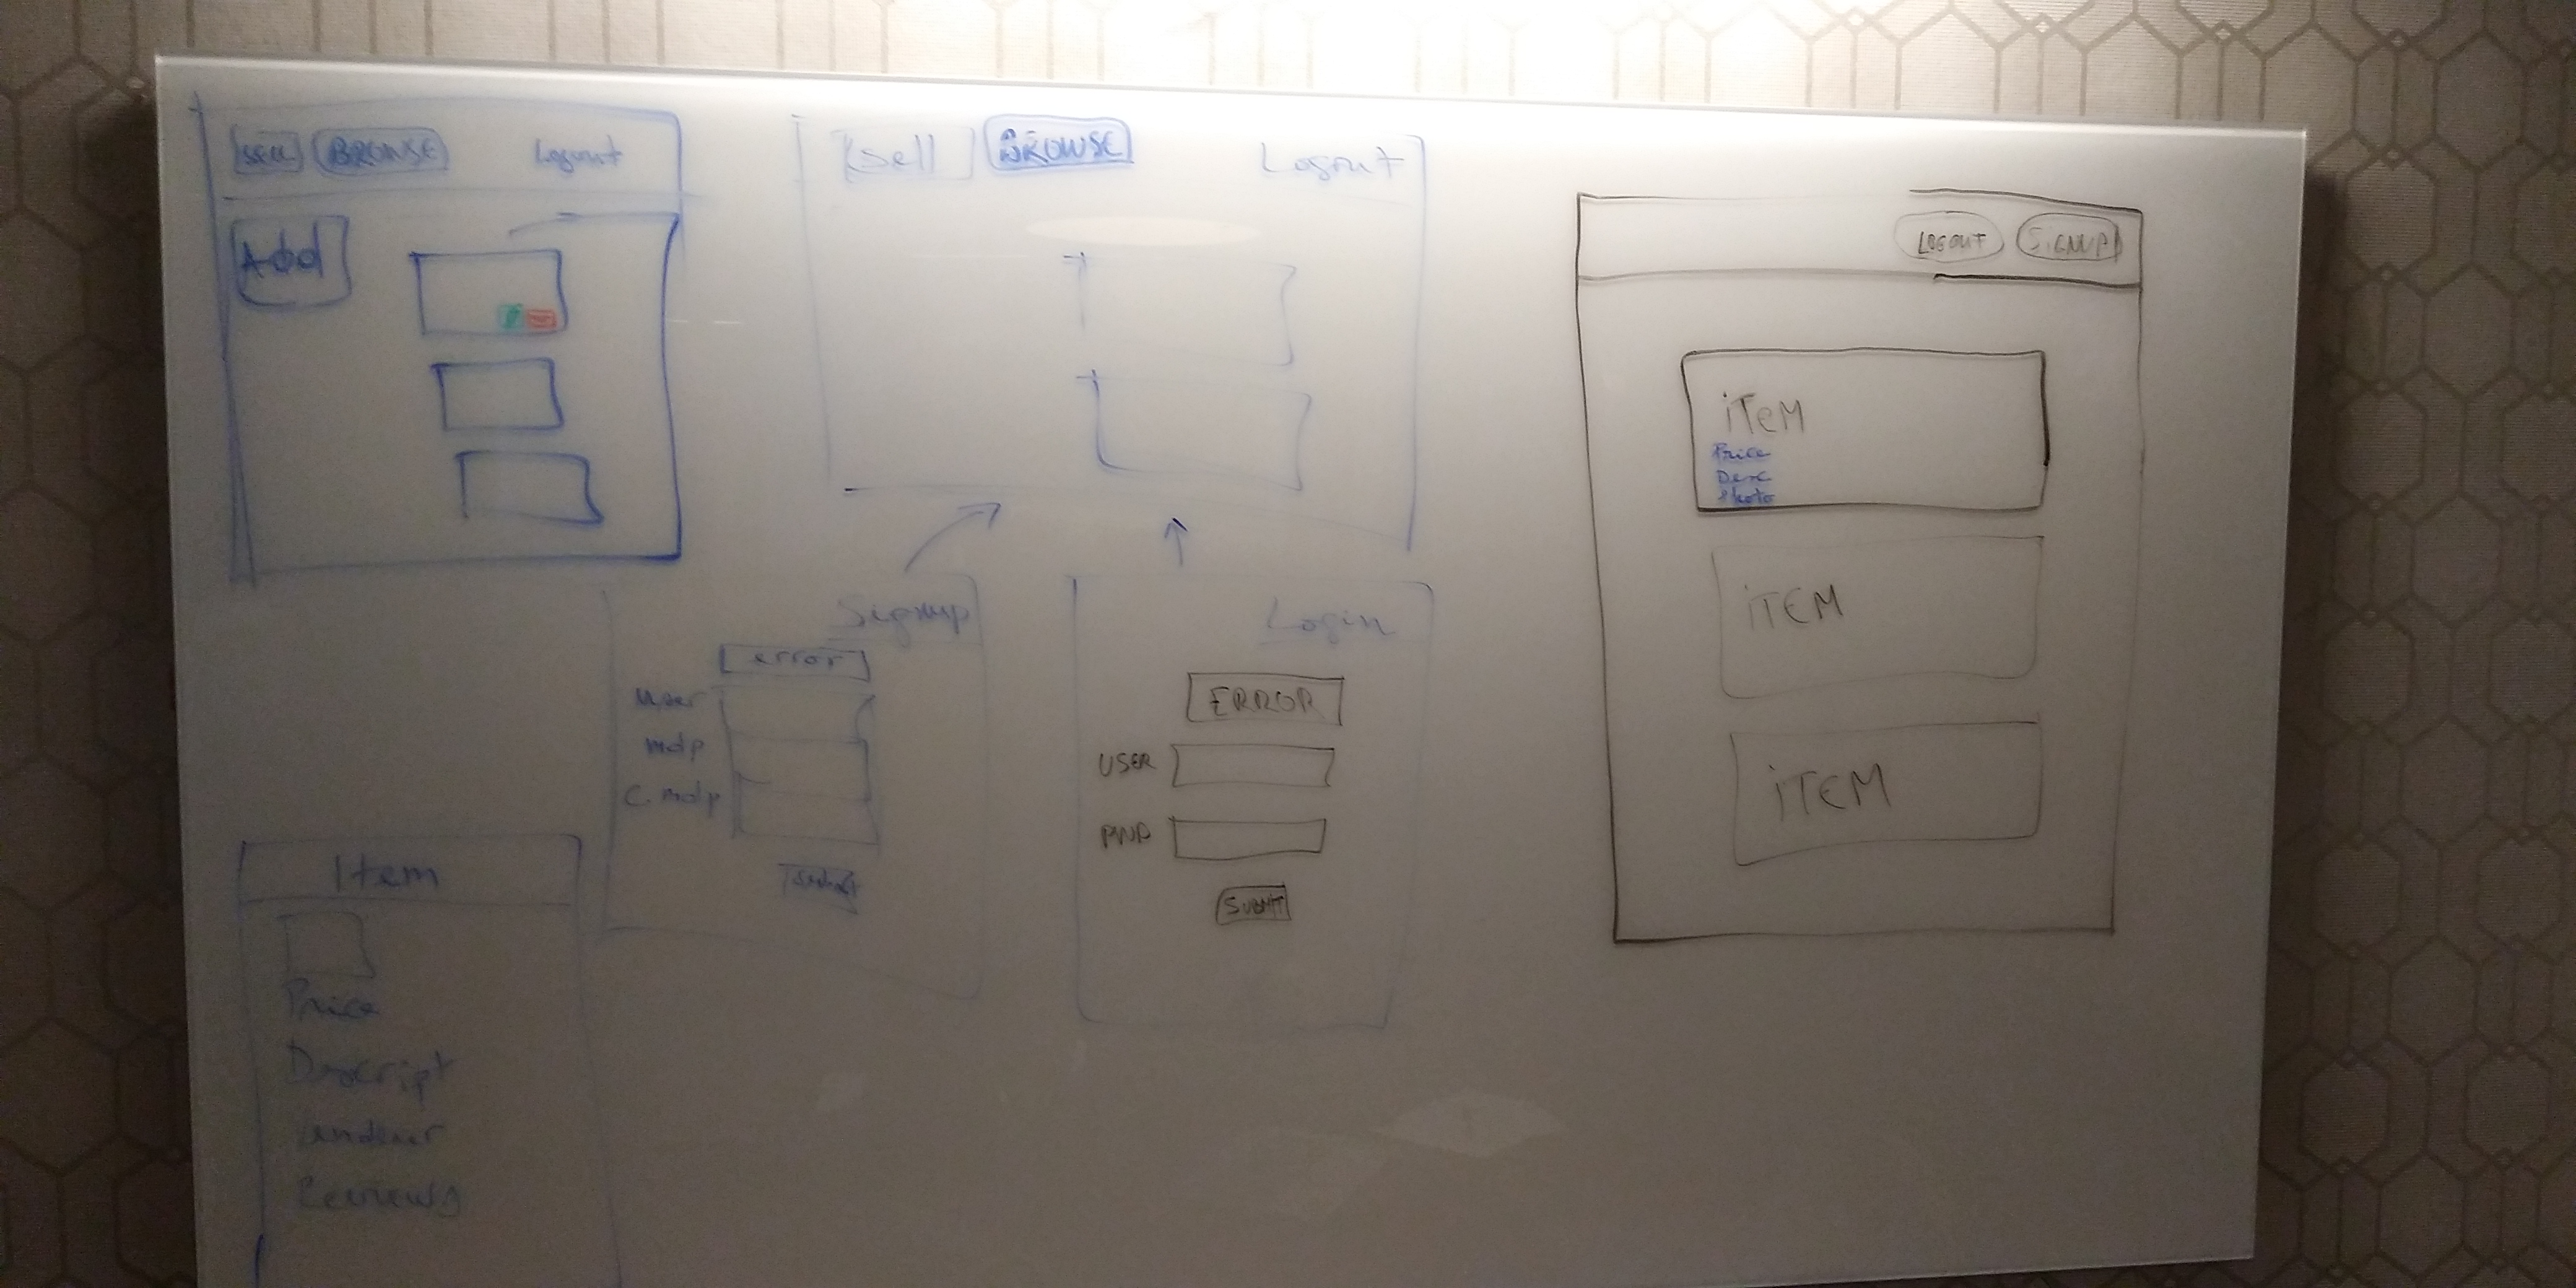 SELL BROWSE Logout
Add
Sell BROWSE Logout
LOGOUT SIGNUP
iTeM
Price
Desc
Photo
iTEM
iTEM
Signup
error
User
mdp
C. mdp
Login
ERROR
USER
PWD
SUBMIT
Item
Price
Descript
Vendeur
Reviews